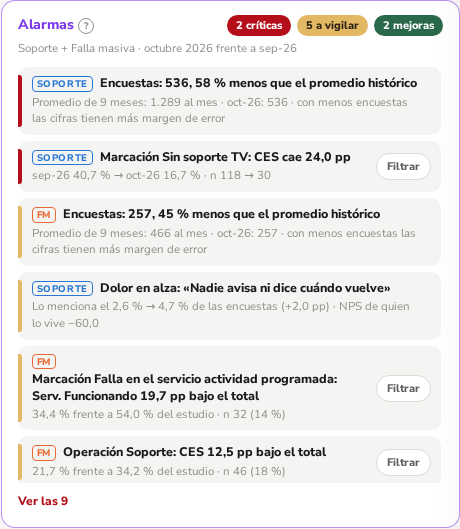 Alarmas ?
2 críticas 5 a vigilar 2 mejoras
Soporte + Falla masiva · octubre 2026 frente a sep-26
SOPORTE Encuestas: 536, 58 % menos que el promedio histórico
Promedio de 9 meses: 1.289 al mes · oct-26: 536 · con menos encuestas
las cifras tienen más margen de error
SOPORTE Marcación Sin soporte TV: CES cae 24,0 pp
sep-26 40,7 % → oct-26 16,7 % · n 118 → 30
Filtrar
FM Encuestas: 257, 45 % menos que el promedio histórico
Promedio de 9 meses: 466 al mes · oct-26: 257 · con menos encuestas las
cifras tienen más margen de error
SOPORTE Dolor en alza: «Nadie avisa ni dice cuándo vuelve»
Lo menciona el 2,6 % → 4,7 % de las encuestas (+2,0 pp) · NPS de quien
lo vive −60,0
FM
Marcación Falla en el servicio actividad programada:
Serv. Funcionando 19,7 pp bajo el total
34,4 % frente a 54,0 % del estudio · n 32 (14 %)
Filtrar
FM Operación Soporte: CES 12,5 pp bajo el total
21,7 % frente a 34,2 % del estudio · n 46 (18 %)
Filtrar
Ver las 9